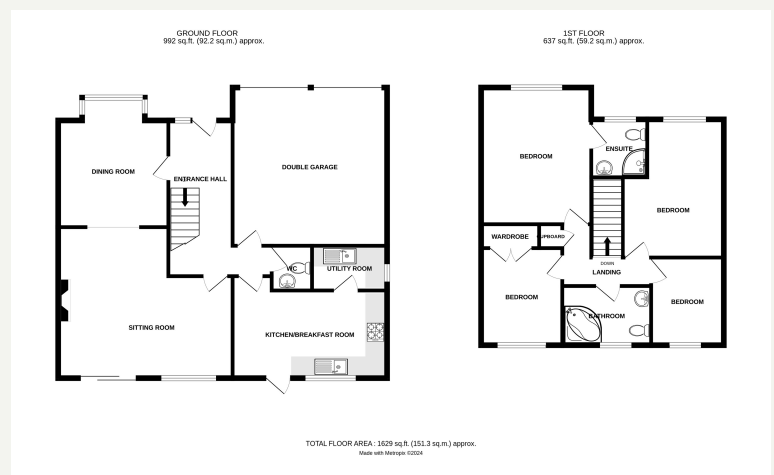 GROUND FLOOR
992 sq.ft. (92.2 sq.m.) approx.
1ST FLOOR
637 sq.ft. (59.2 sq.m.) approx.
DINING ROOM
ENTRANCE HALL
DOUBLE GARAGE
WC
UTILITY ROOM
SITTING ROOM
KITCHEN/BREAKFAST ROOM
BEDROOM
ENSUITE
BEDROOM
WARDROBE
CUPBOARD
DOWN
LANDING
BEDROOM
BATHROOM
BEDROOM
TOTAL FLOOR AREA : 1629 sq.ft. (151.3 sq.m.) approx.
Made with Metropix ©2024